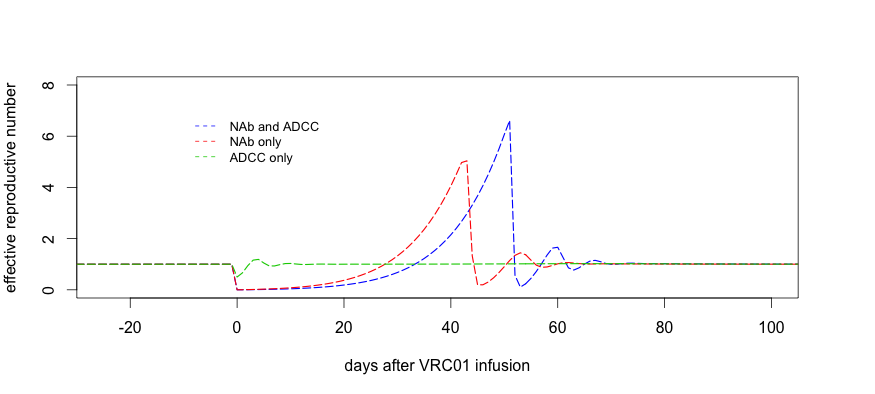 effective reproductive number
8
6
4
2
0
NAb and ADCC
NAb only
ADCC only
-20 0 20 40 60 80 100
days after VRC01 infusion